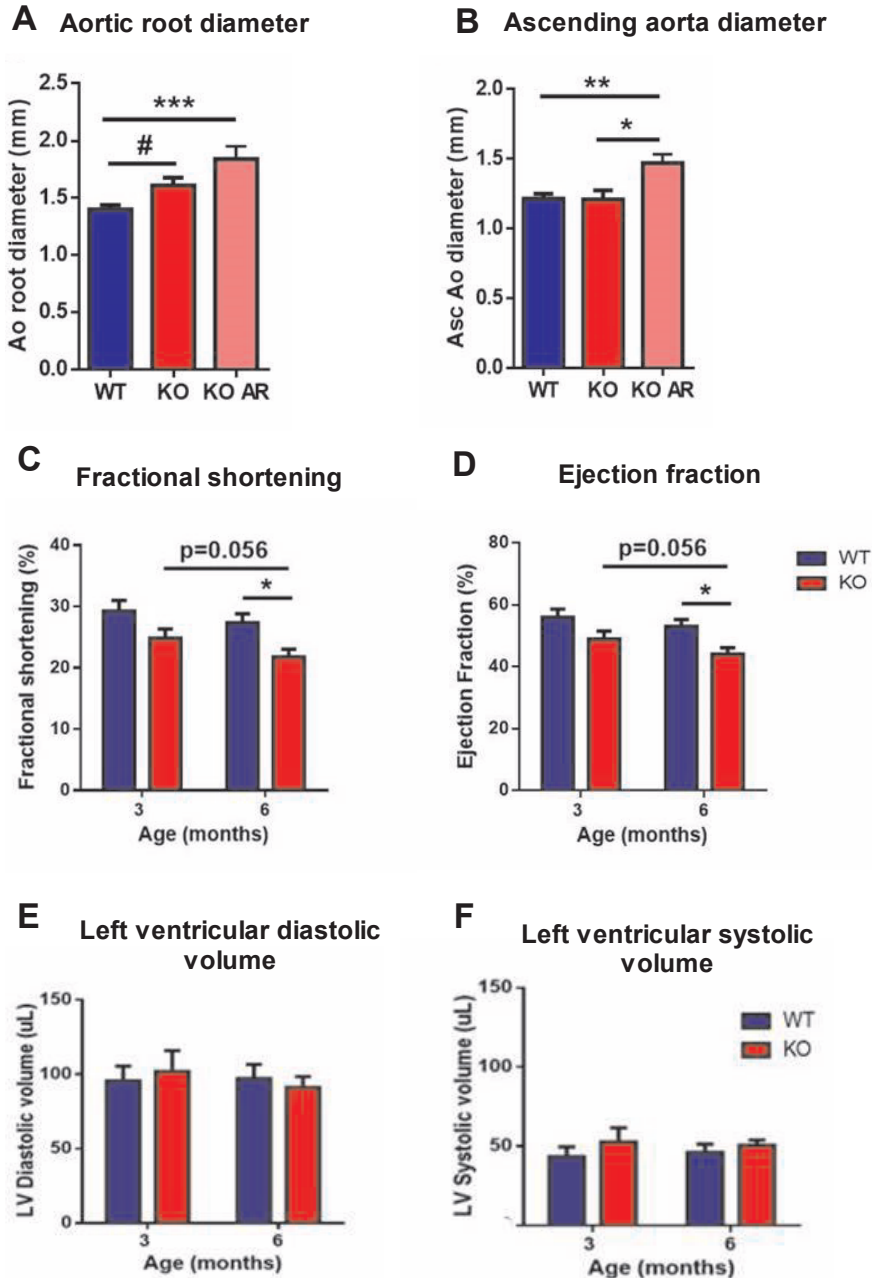 A Aortic root diameter
Ao root diameter (mm)
2.5
2.0
1.5
1.0
0.5
0.0
***
#
WT KO KO AR
B Ascending aorta diameter
Asc Ao diameter (mm)
2.0
1.5
1.0
0.5
0.0
**
*
WT KO KO AR
C Fractional shortening
Fractional shortening (%)
40
30
20
10
0
p=0.056
*
3 6
Age (months)
D Ejection fraction
Ejection Fraction (%)
80
60
40
20
0
p=0.056
*
3 6
Age (months)
WT
KO
E Left ventricular diastolic
volume
LV Diastolic volume (uL)
150
100
50
0
3 6
Age (months)
F Left ventricular systolic
volume
LV Systolic volume (uL)
150
100
50
3 6
Age (months)
WT
KO